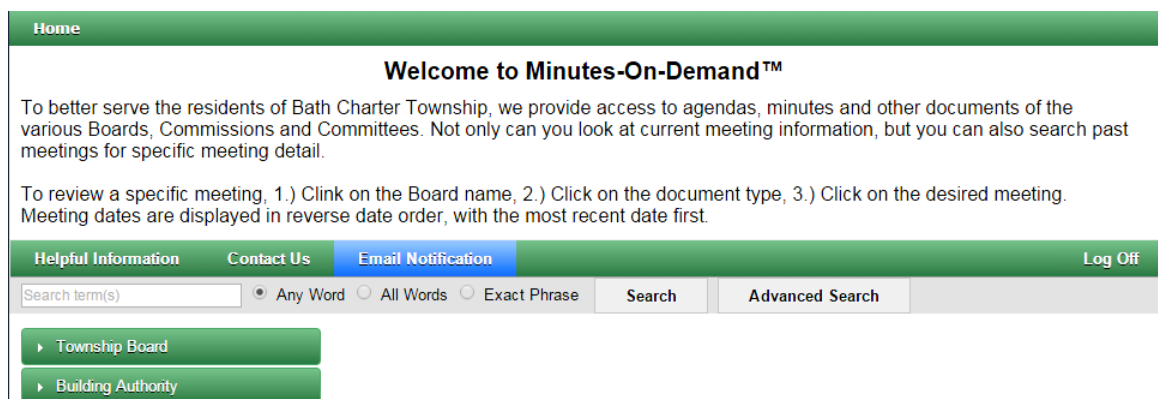 Home
Welcome to Minutes-On-Demand™
To better serve the residents of Bath Charter Township, we provide access to agendas, minutes and other documents of the
various Boards, Commissions and Committees. Not only can you look at current meeting information, but you can also search past
meetings for specific meeting detail.
To review a specific meeting, 1.) Clink on the Board name, 2.) Click on the document type, 3.) Click on the desired meeting.
Meeting dates are displayed in reverse date order, with the most recent date first.
Helpful Information Contact Us Email Notification Log Off
Search term(s) Any Word All Words Exact Phrase Search Advanced Search
Township Board
Building Authority